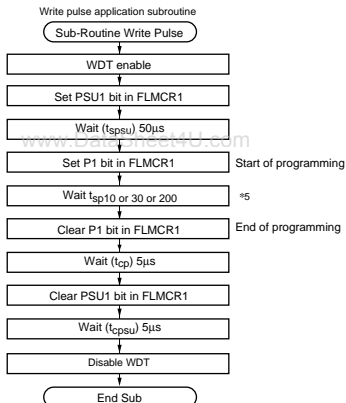 Write pulse application subroutine
Sub-Routine Write Pulse
WDT enable
Set PSU1 bit in FLMCR1
Wait (tspsu) 50μs
www.DataSheet4U.com
Set P1 bit in FLMCR1 Start of programming
Wait tsp10 or 30 or 200 *5
Clear P1 bit in FLMCR1 End of programming
Wait (tcp) 5μs
Clear PSU1 bit in FLMCR1
Wait (tcpsu) 5μs
Disable WDT
End Sub